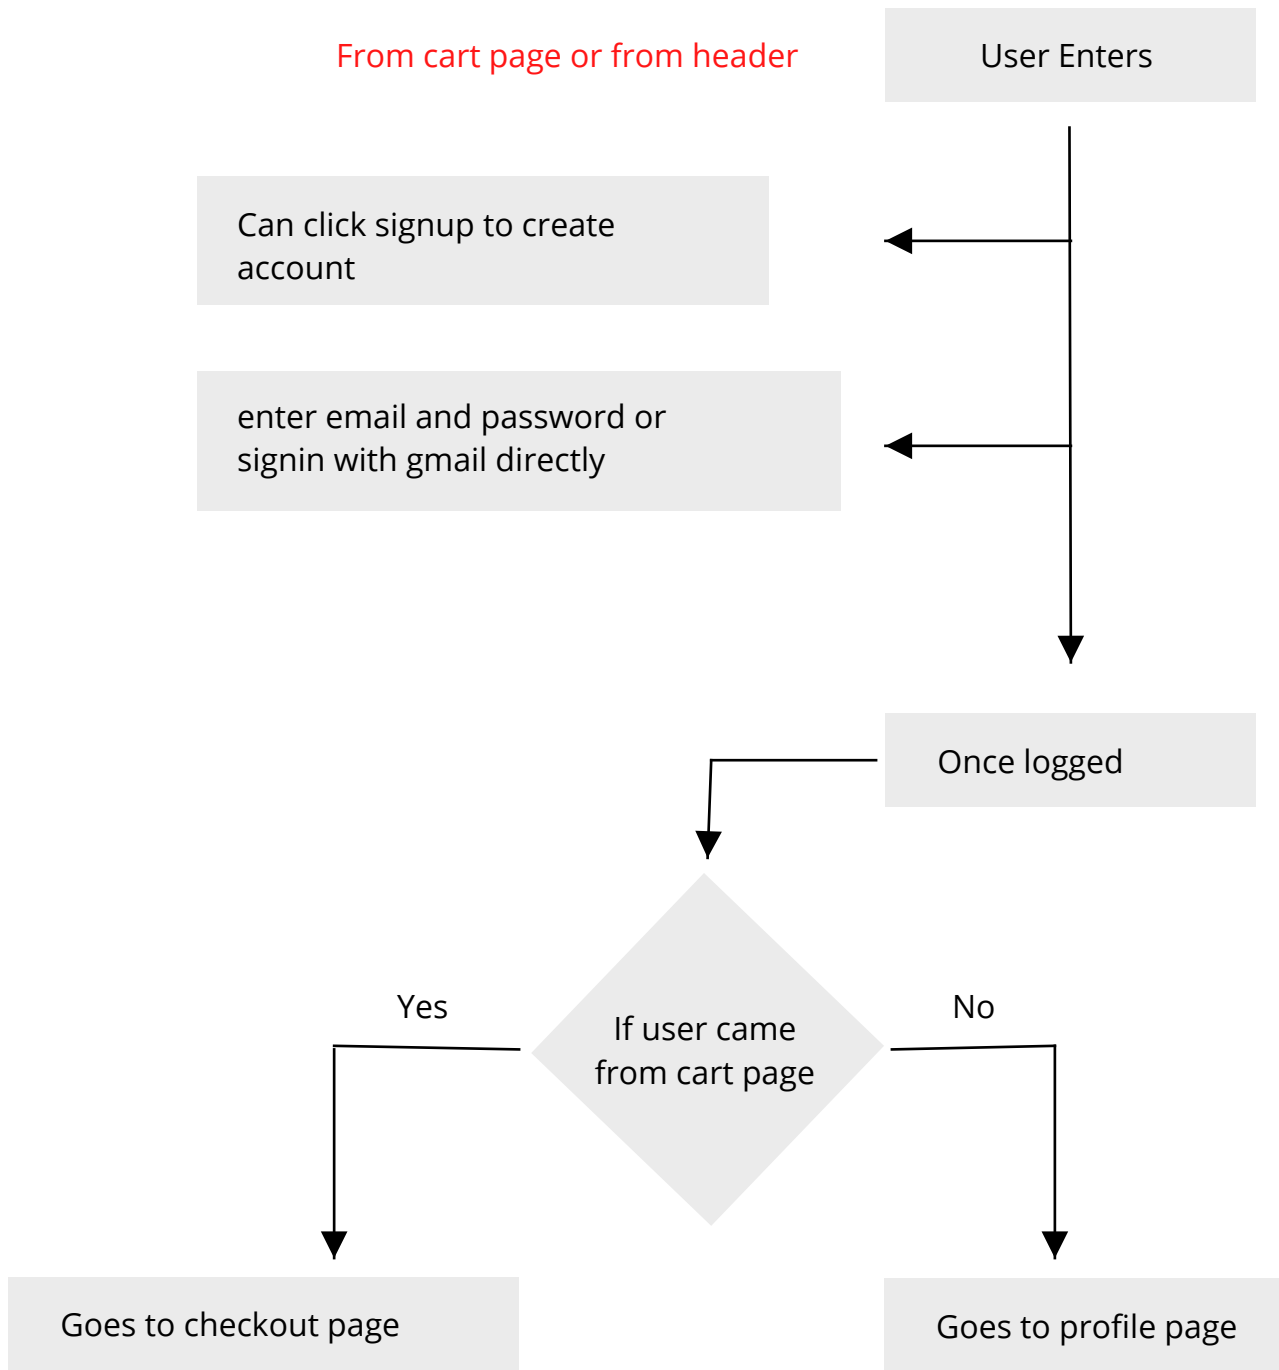 From cart page or from header
User Enters
Can click signup to create
account
enter email and password or
signin with gmail directly
Once logged
Yes
No
If user came
from cart page
Goes to checkout page
Goes to profile page